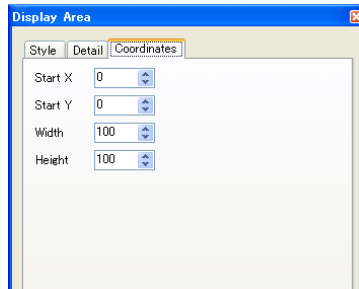 Display Area
Style Detail Coordinates
Start X 0
Start Y 0
Width 100
Height 100